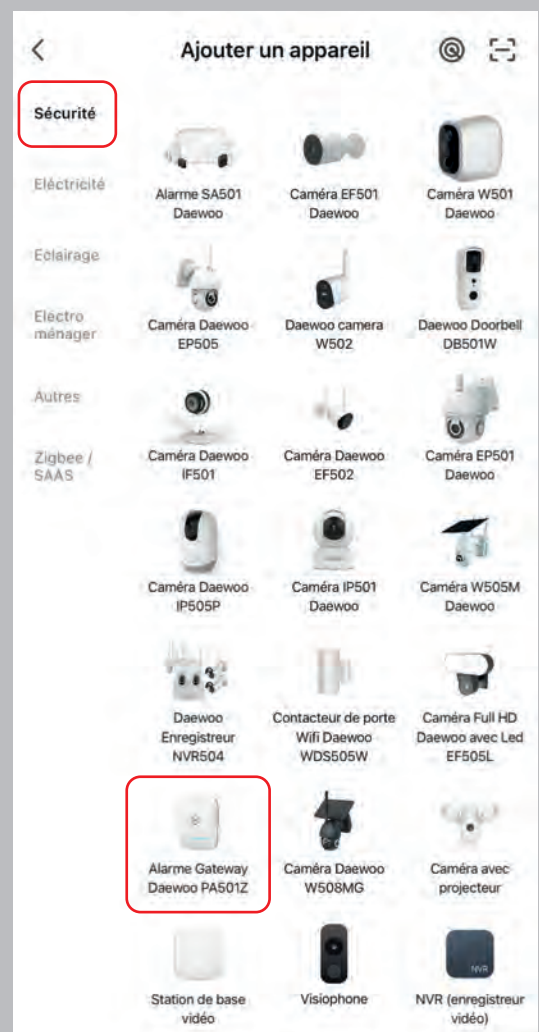 Ajouter un appareil
Sécurité
Eléctricité
Eclairage
Electro
ménager
Autres
Zigbee /
SAAS
Alarme SA501
Daewoo
Caméra EF501
Daewoo
Caméra W501
Daewoo
Caméra Daewoo
EP505
Daewoo camera
W502
Daewoo Doorbell
DB501W
Caméra Daewoo
IF501
Caméra Daewoo
EF502
Caméra EP501
Daewoo
Caméra Daewoo
IP505P
Caméra IP501
Daewoo
Caméra W505M
Daewoo
Daewoo
Enregistreur
NVR504
Contacteur de porte
Wifi Daewoo
WDS505W
Caméra Full HD
Daewoo avec Led
EF505L
Alarme Gateway
Daewoo PA501Z
Caméra Daewoo
W508MG
Caméra avec
projecteur
Station de base
vidéo
Visiophone
NVR
NVR (enregistreur
vidéo)